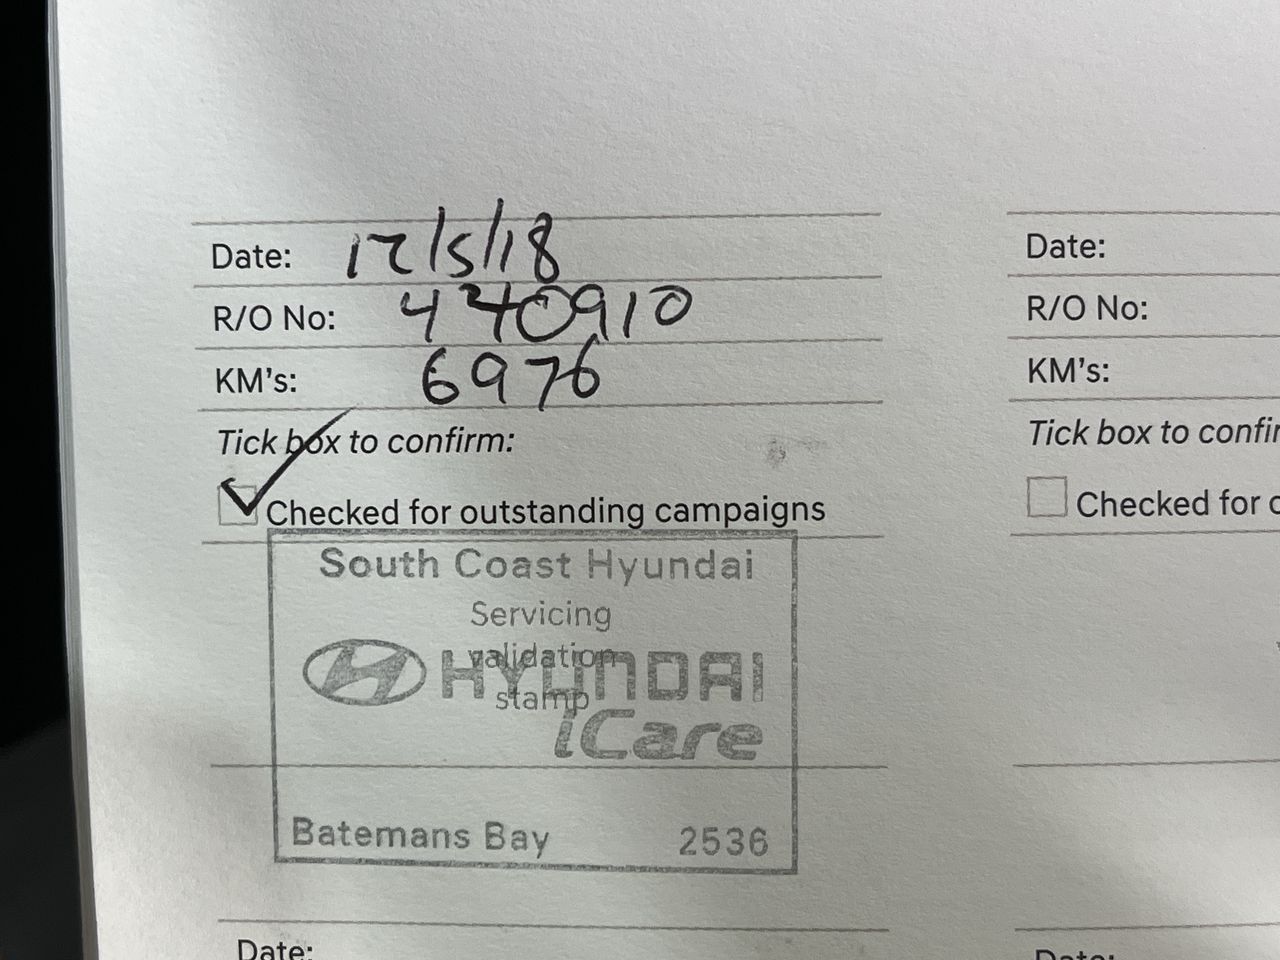 Date: 12/5/18
R/O No: 440910
KM's: 6976
Tick box to confirm:
Checked for outstanding campaigns
South Coast Hyundai
Servicing
validation
stamp
HYUNDAI
iCare
Batemans Bay 2536
Date:
Date:
R/O No:
KM's:
Tick box to confir
Checked for
Date: